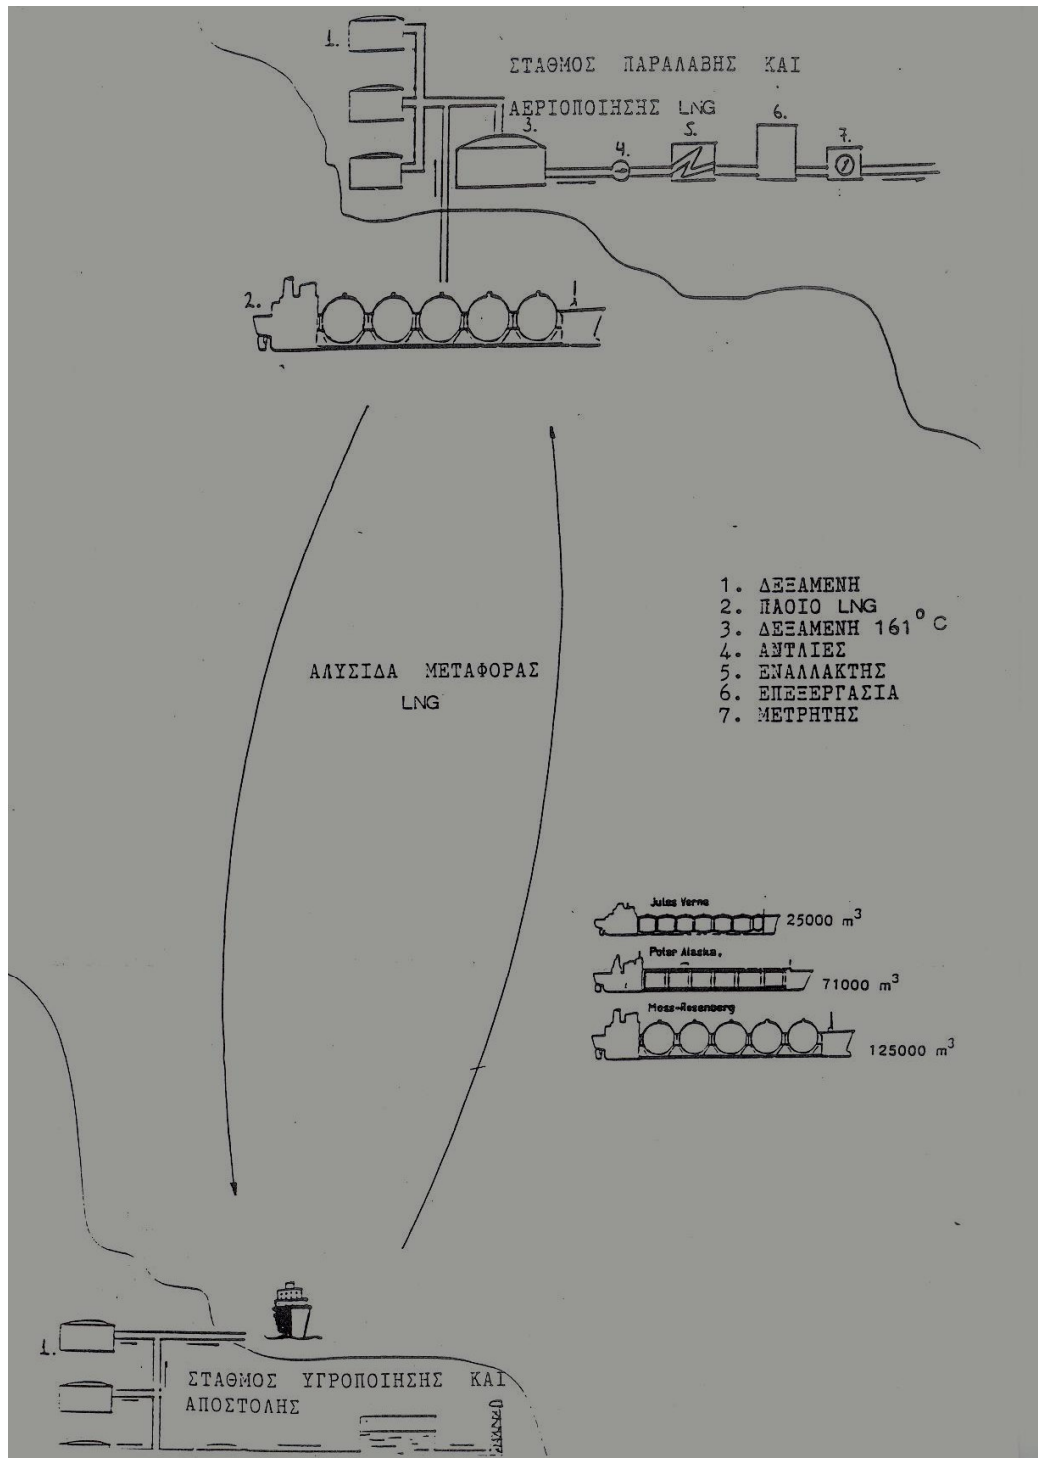 1.
ΣΤΑΘΜΟΣ ΠΑΡΑΛΑΒΗΣ ΚΑΙ
ΑΕΡΙΟΠΟΙΗΣΗΣ LNG
3.
4.
5.
6.
7.
2.
1. ΔΕΞΑΜΕΝΗ
2. ΠΛΟΙΟ LNG
3. ΔΕΞΑΜΕΝΗ 161° C
4. ΑΝΤΛΙΕΣ
5. ΕΝΑΛΛΑΚΤΗΣ
6. ΕΠΕΞΕΡΓΑΣΙΑ
7. ΜΕΤΡΗΤΗΣ
ΑΛΥΣΙΔΑ ΜΕΤΑΦΟΡΑΣ
LNG
Jules Verne
25000 m³
Polar Alaska,
71000 m³
Moss-Rosenberg
125000 m³
1.
ΣΤΑΘΜΟΣ ΥΓΡΟΠΟΙΗΣΗΣ ΚΑΙ
ΑΠΟΣΤΟΛΗΣ